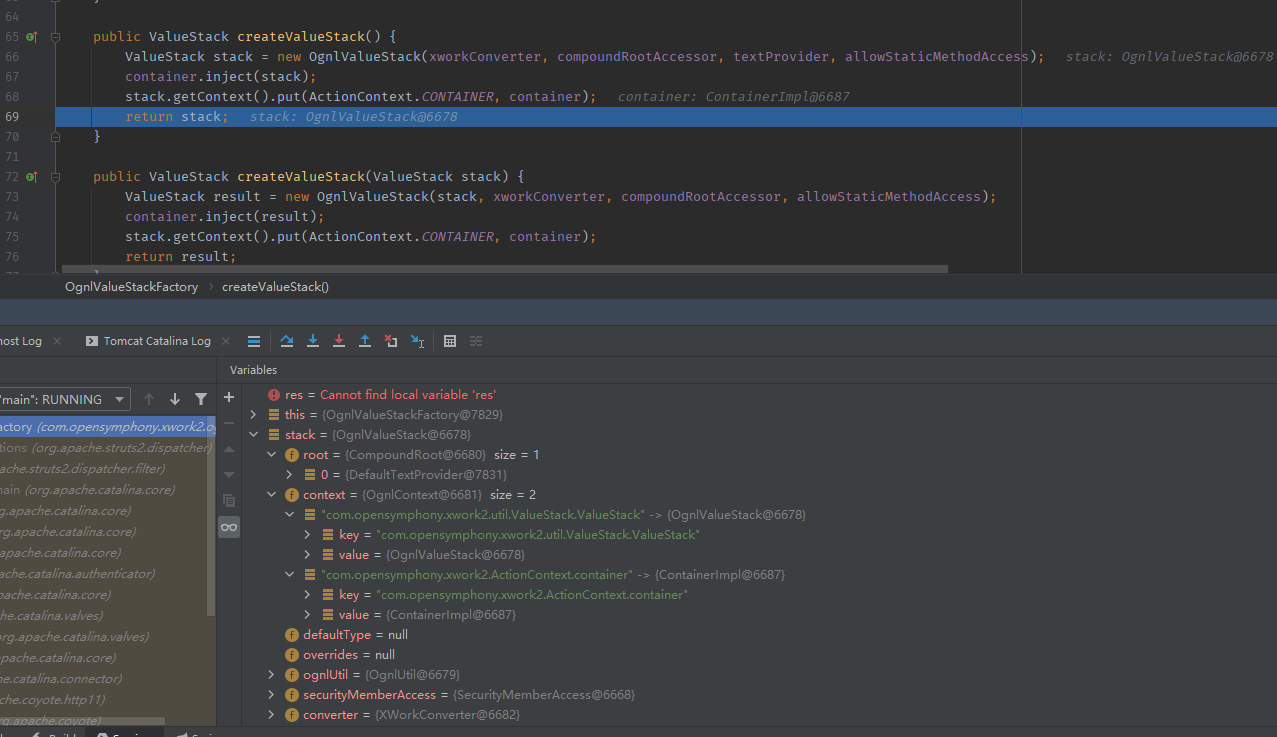 64
65 public ValueStack createValueStack() {
66 ValueStack stack = new OgnlValueStack(xworkConverter, compoundRootAccessor, textProvider, allowStaticMethodAccess); stack: OgnlValueStack@6678
67 container.inject(stack);
68 stack.getContext().put(ActionContext.CONTAINER, container); container: ContainerImpl@6687
69 return stack; stack: OgnlValueStack@6678
70 }
71
72 public ValueStack createValueStack(ValueStack stack) {
73 ValueStack result = new OgnlValueStack(stack, xworkConverter, compoundRootAccessor, allowStaticMethodAccess);
74 container.inject(result);
75 stack.getContext().put(ActionContext.CONTAINER, container);
76 return result;
OgnlValueStackFactory › createValueStack()
host Log × Tomcat Catalina Log ×
Variables
"main": RUNNING
actory (com.opensymphony.xwork2.og
tions (org.apache.struts2.dispatcher)
ache.struts2.dispatcher.filter)
main (org.apache.catalina.core)
rg.apache.catalina.core)
rg.apache.catalina.core)
apache.catalina.core)
ache.catalina.authenticator)
pache.catalina.core)
he.catalina.valves)
org.apache.catalina.valves)
pache.catalina.core)
he.catalina.connector)
che.coyote.http11)
rg.apache.coyote)
res = Cannot find local variable 'res'
this = {OgnlValueStackFactory@7829}
stack = {OgnlValueStack@6678}
root = {CompoundRoot@6680} size = 1
0 = {DefaultTextProvider@7831}
context = {OgnlContext@6681} size = 2
"com.opensymphony.xwork2.util.ValueStack.ValueStack" -> {OgnlValueStack@6678}
key = "com.opensymphony.xwork2.util.ValueStack.ValueStack"
value = {OgnlValueStack@6678}
"com.opensymphony.xwork2.ActionContext.container" -> {ContainerImpl@6687}
key = "com.opensymphony.xwork2.ActionContext.container"
value = {ContainerImpl@6687}
defaultType = null
overrides = null
ognlUtil = {OgnlUtil@6679}
securityMemberAccess = {SecurityMemberAccess@6668}
converter = {XWorkConverter@6682}